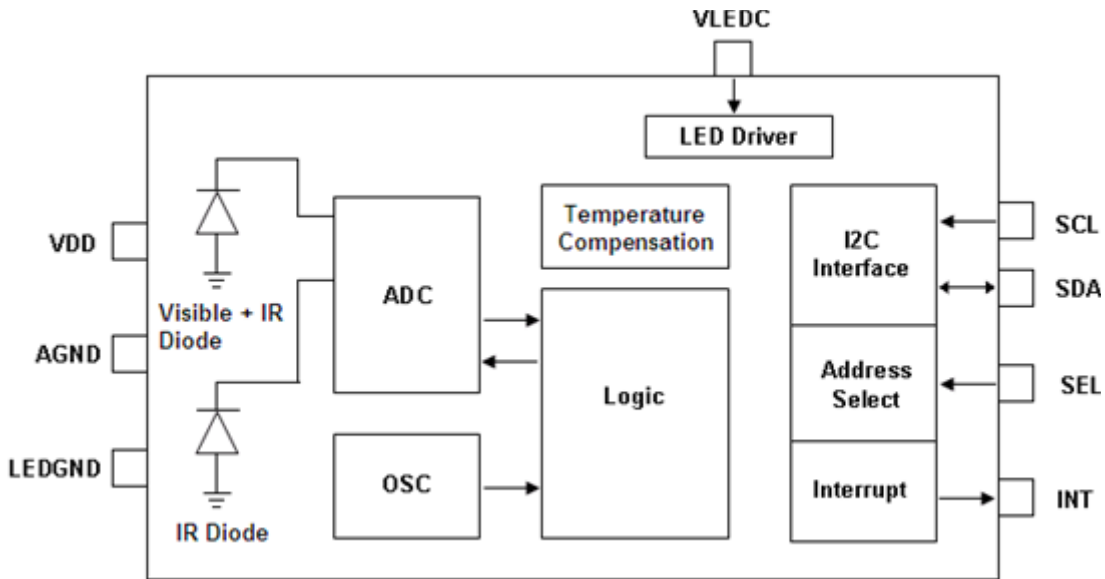 VLEDC
LED Driver
VDD
AGND
LEDGND
Visible + IR
Diode
IR Diode
ADC
OSC
Temperature
Compensation
Logic
I2C
Interface
Address
Select
Interrupt
SCL
SDA
SEL
INT